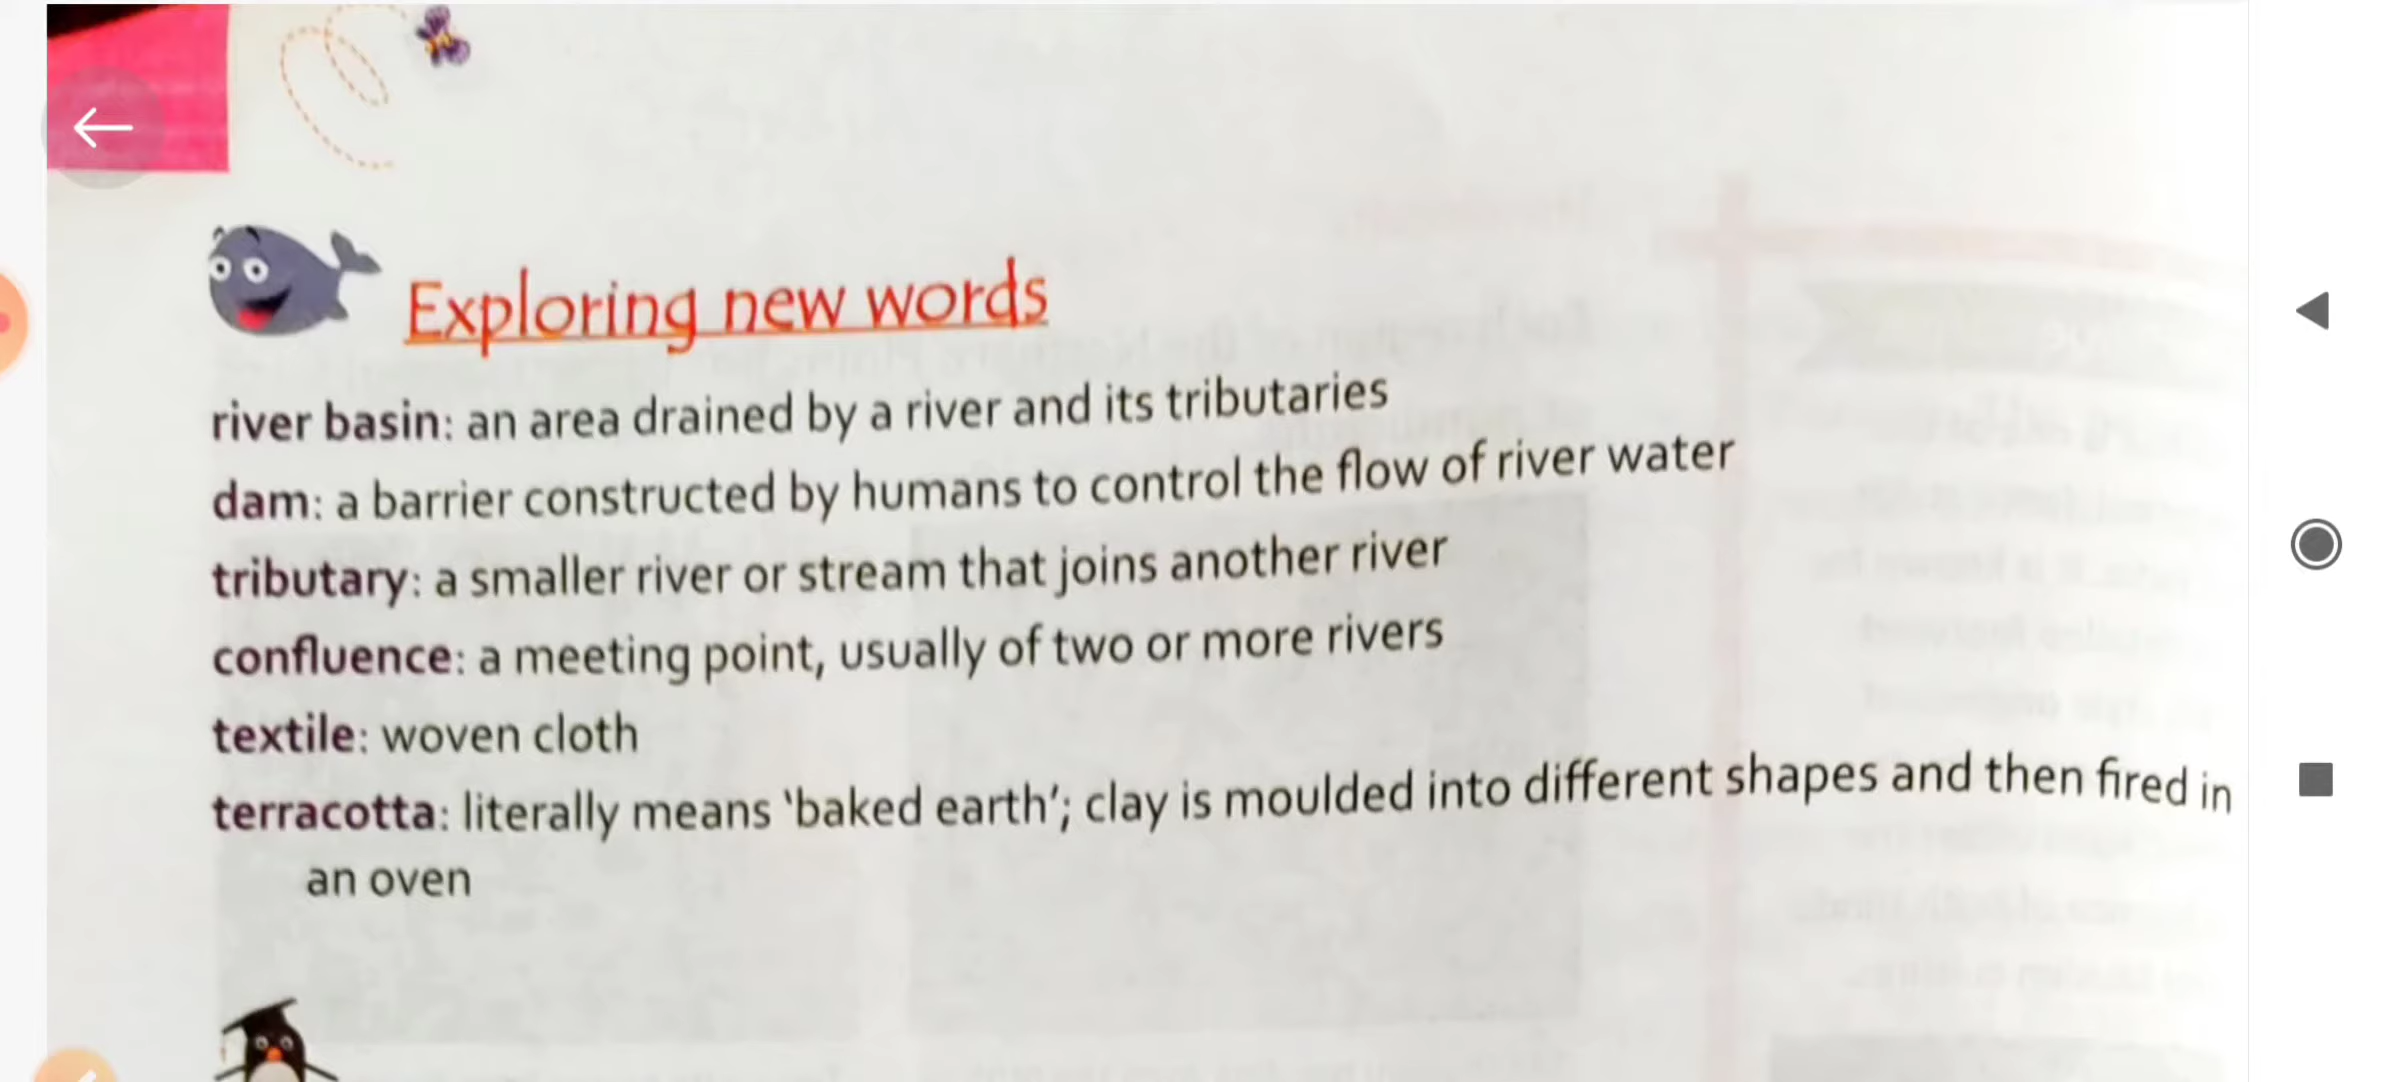 Exploring new words
river basin: an area drained by a river and its tributaries
dam: a barrier constructed by humans to control the flow of river water
tributary: a smaller river or stream that joins another river
confluence: a meeting point, usually of two or more rivers
textile: woven cloth
terracotta: literally means ‘baked earth’; clay is moulded into different shapes and then fired in
an oven